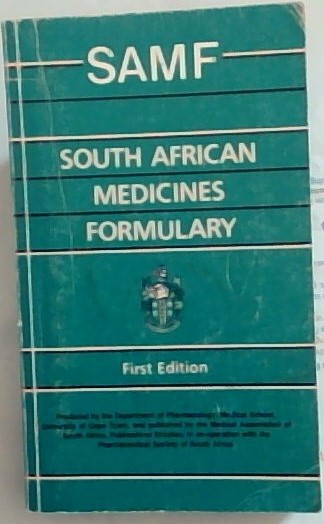 SAMF
SOUTH AFRICAN
MEDICINES
FORMULARY
First Edition
Produced by the Department of Pharmacology, Medical School,
University of Cape Town, and published by the Medical Association of
South Africa, Publications Division, in co-operation with the
Pharmaceutical Society of South Africa